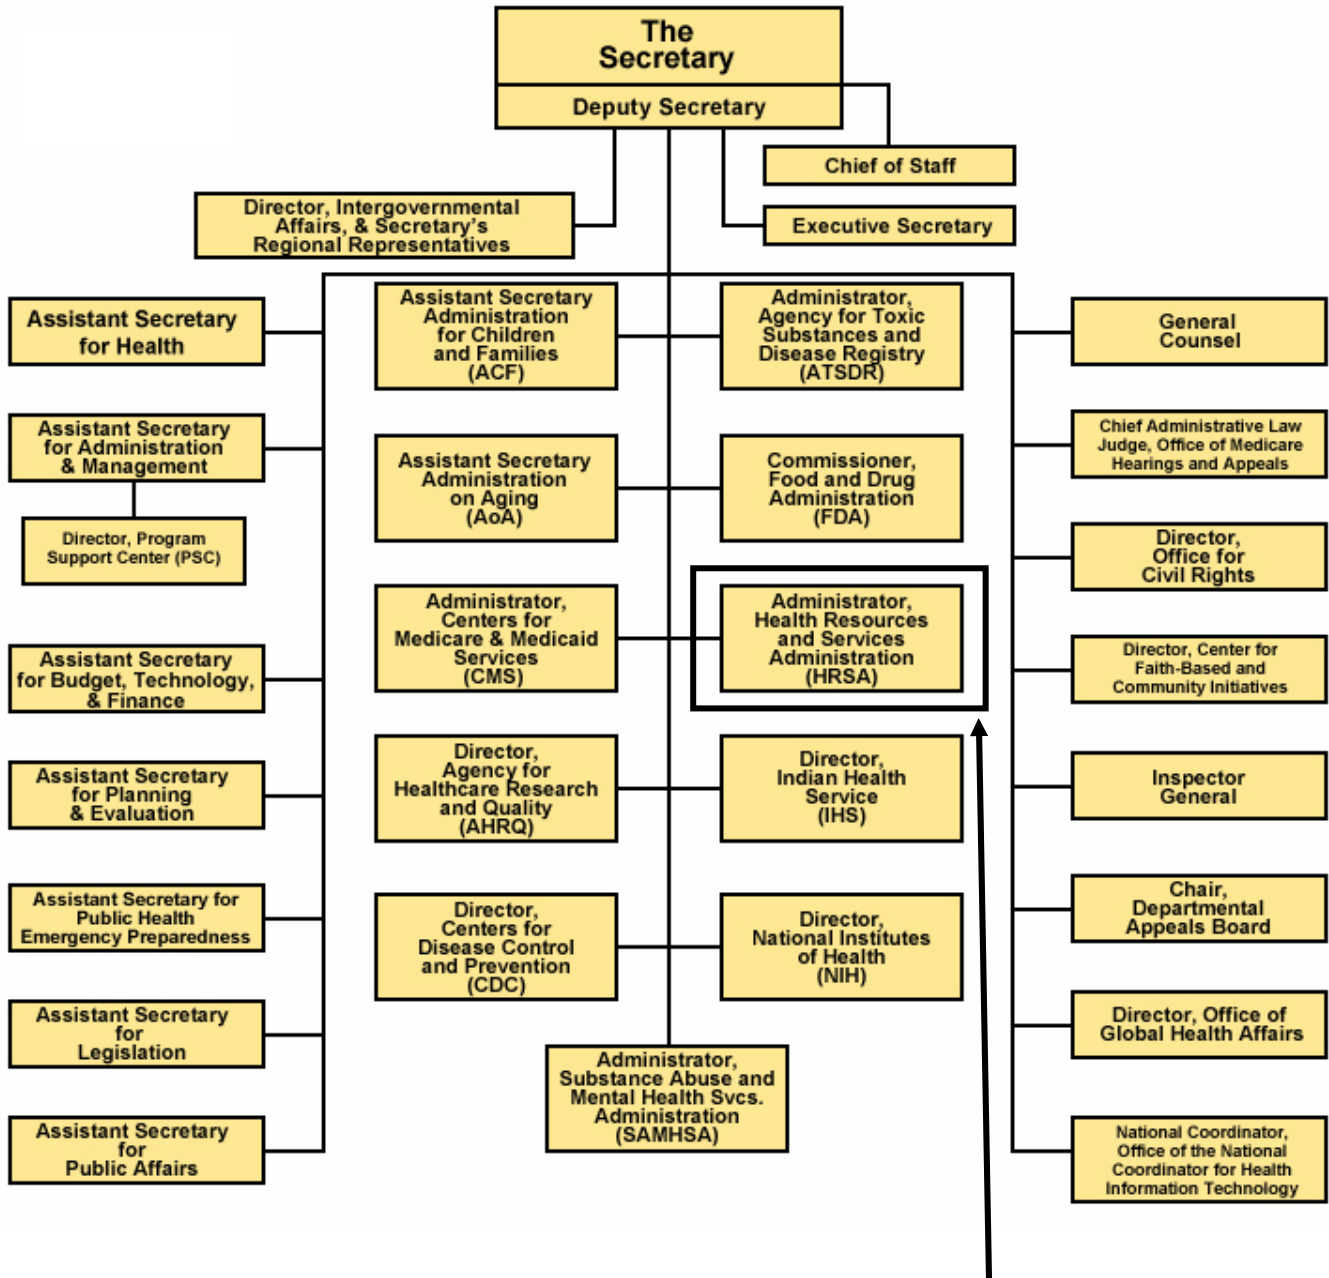 The
Secretary
Deputy Secretary
Chief of Staff
Director, Intergovernmental
Affairs, & Secretary's
Regional Representatives
Executive Secretary
Assistant Secretary
for Health
Assistant Secretary
for Administration
& Management
Director, Program
Support Center (PSC)
Assistant Secretary
for Budget, Technology,
& Finance
Assistant Secretary
for Planning
& Evaluation
Assistant Secretary for
Public Health
Emergency Preparedness
Assistant Secretary
for
Legislation
Assistant Secretary
for
Public Affairs
Assistant Secretary
Administration
for Children
and Families
(ACF)
Assistant Secretary
Administration
on Aging
(AoA)
Administrator,
Centers for
Medicare & Medicaid
Services
(CMS)
Director,
Agency for
Healthcare Research
and Quality
(AHRQ)
Director,
Centers for
Disease Control
and Prevention
(CDC)
Administrator,
Substance Abuse and
Mental Health Svcs.
Administration
(SAMHSA)
Administrator,
Agency for Toxic
Substances and
Disease Registry
(ATSDR)
Commissioner,
Food and Drug
Administration
(FDA)
Administrator,
Health Resources
and Services
Administration
(HRSA)
Director,
Indian Health
Service
(IHS)
Director,
National Institutes
of Health
(NIH)
General
Counsel
Chief Administrative Law
Judge, Office of Medicare
Hearings and Appeals
Director,
Office for
Civil Rights
Director, Center for
Faith-Based and
Community Initiatives
Inspector
General
Chair,
Departmental
Appeals Board
Director, Office of
Global Health Affairs
National Coordinator,
Office of the National
Coordinator for Health
Information Technology